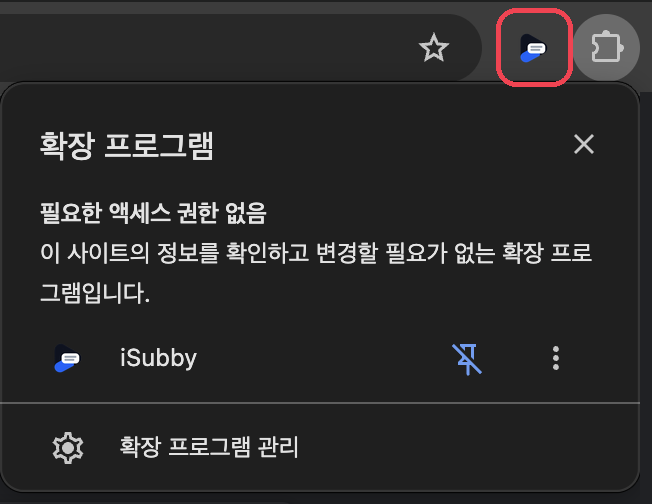 확장 프로그램
필요한 액세스 권한 없음
이 사이트의 정보를 확인하고 변경할 필요가 없는 확장 프로
그램입니다.
iSubby
확장 프로그램 관리